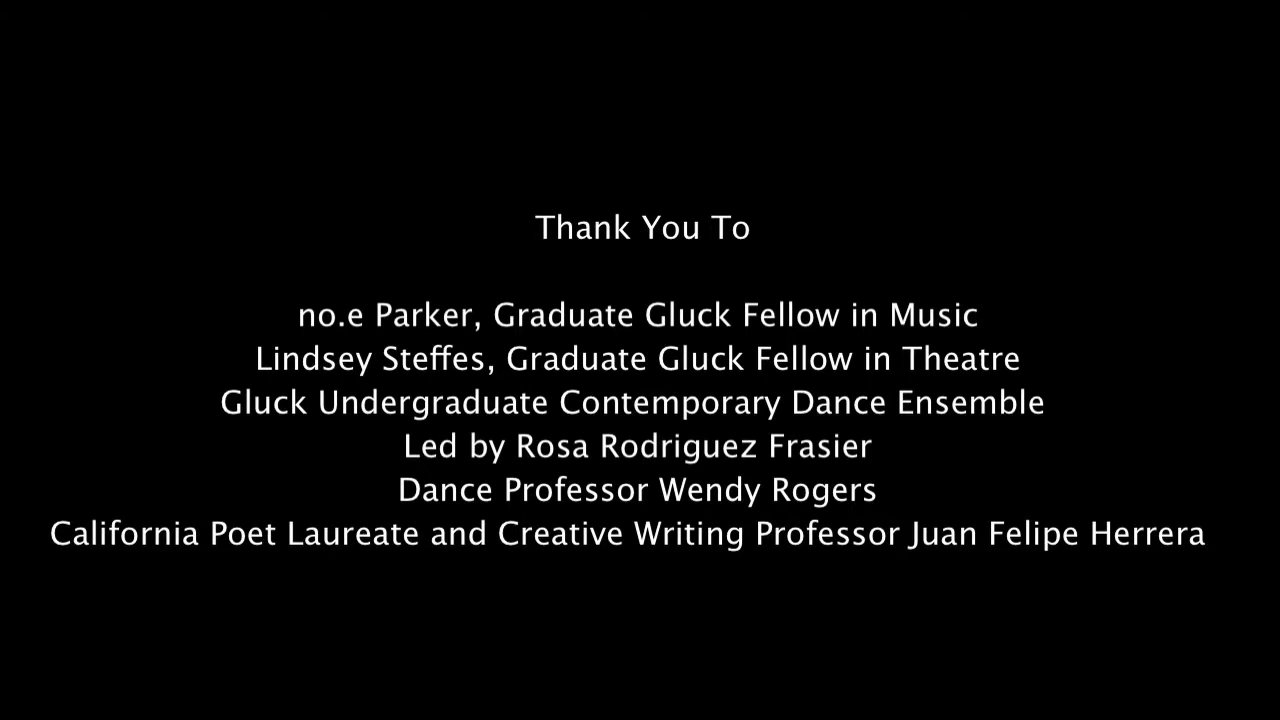 Thank You To
no.e Parker, Graduate Gluck Fellow in Music
Lindsey Steffes, Graduate Gluck Fellow in Theatre
Gluck Undergraduate Contemporary Dance Ensemble
Led by Rosa Rodriguez Frasier
Dance Professor Wendy Rogers
California Poet Laureate and Creative Writing Professor Juan Felipe Herrera